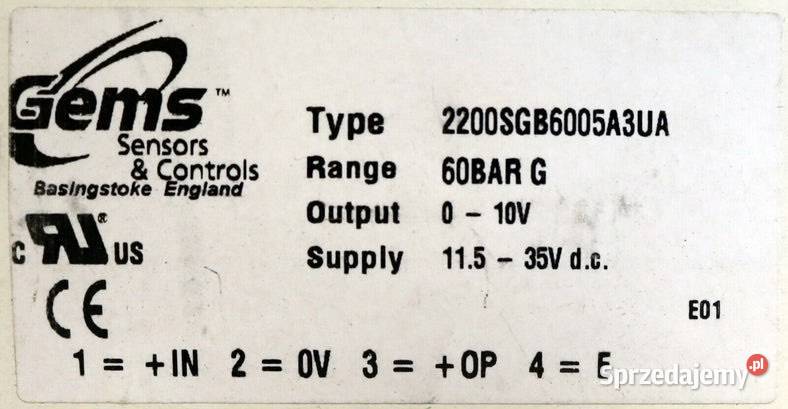 Gems™
Sensors
& Controls
Basingstoke England
Type 2200SGB6005A3UA
Range 60BAR G
Output 0 - 10V
Supply 11.5 - 35V d.c.
c RU ® US
CE
E01
1 = +IN 2 = 0V 3 = +OP 4 = E
Sprzedajemy.pl